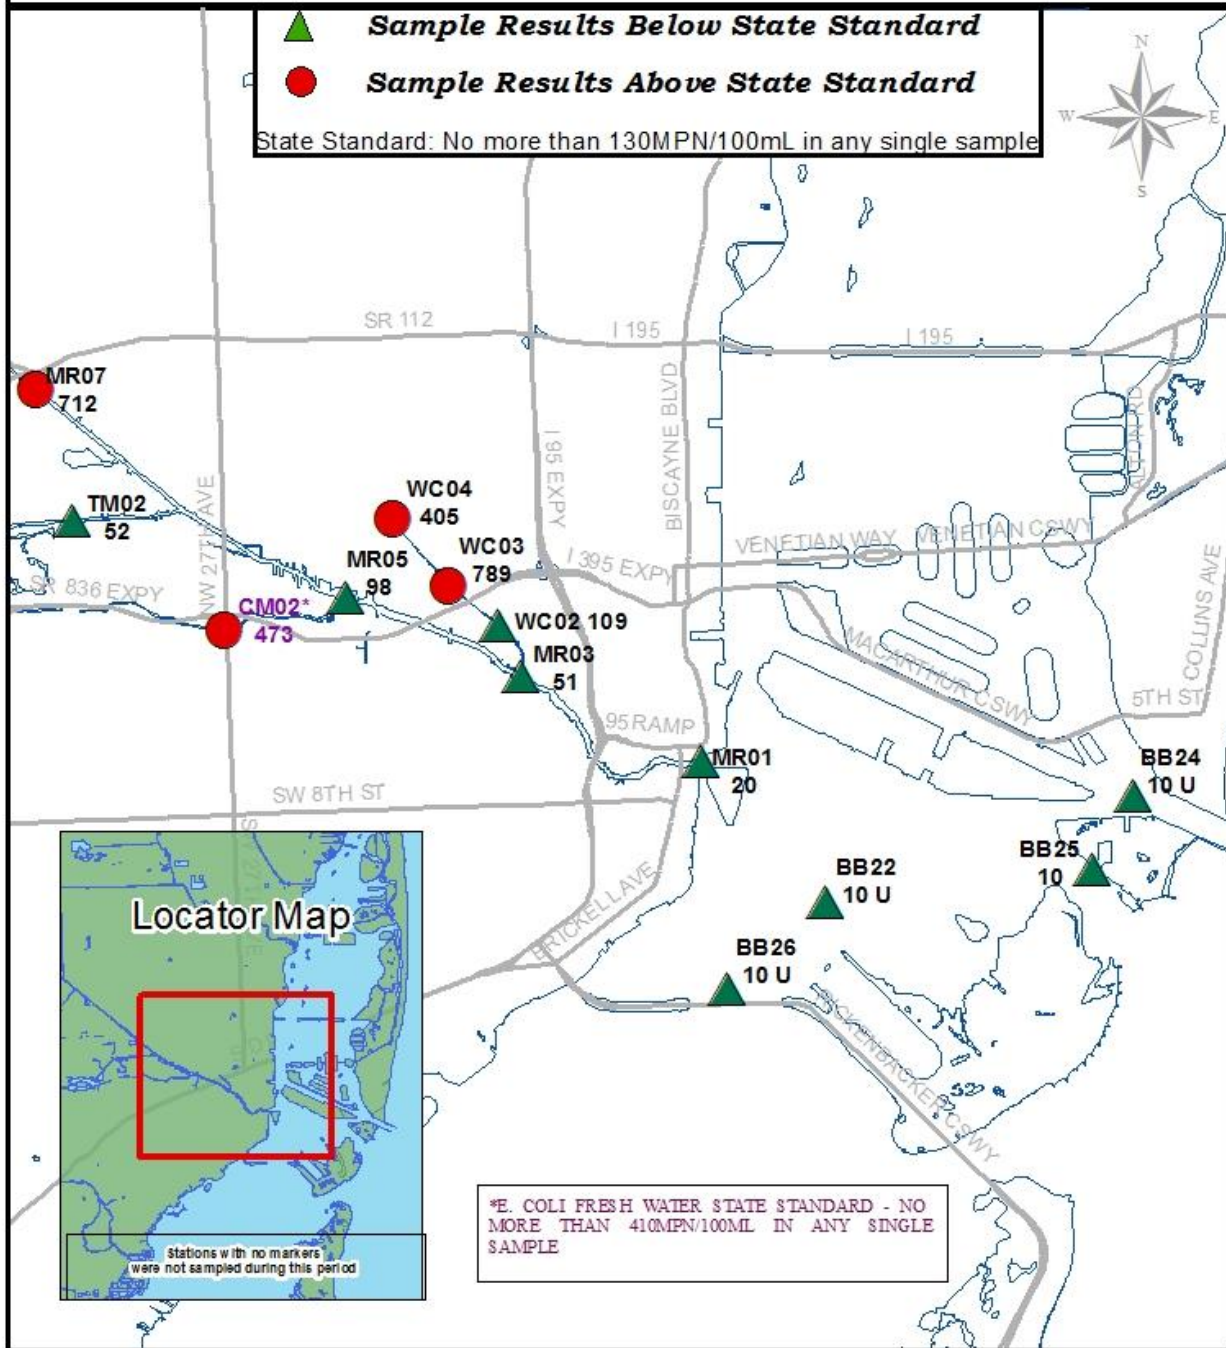 Sample Results Below State Standard
Sample Results Above State Standard
State Standard: No more than 130MPN/100mL in any single sample
N
W
E
S
SR 112
I 195
I 195
MR07
712
BISCAYNE BLVD
ALTON RD
I 95 EXPY
NW 27TH AVE
TM02
52
WC04
405
WC03
789
MR05
98
I 395 EXPY
VENETIAN WAY
VENETIAN CSWY
SR 836 EXPY
CM02*
473
WC02 109
MR03
51
MACARTHUR CSWY
COLLINS AVE
5TH ST
95 RAMP
MR01
20
BB24
10 U
SW 8TH ST
BB25
10
BB22
10 U
BRICKELL AVE
BB26
10 U
RICKENBACKER CSWY
Locator Map
Stations with no markers
were not sampled during this period
*E. COLI FRESH WATER STATE STANDARD - NO
MORE THAN 410MPN/100ML IN ANY SINGLE
SAMPLE